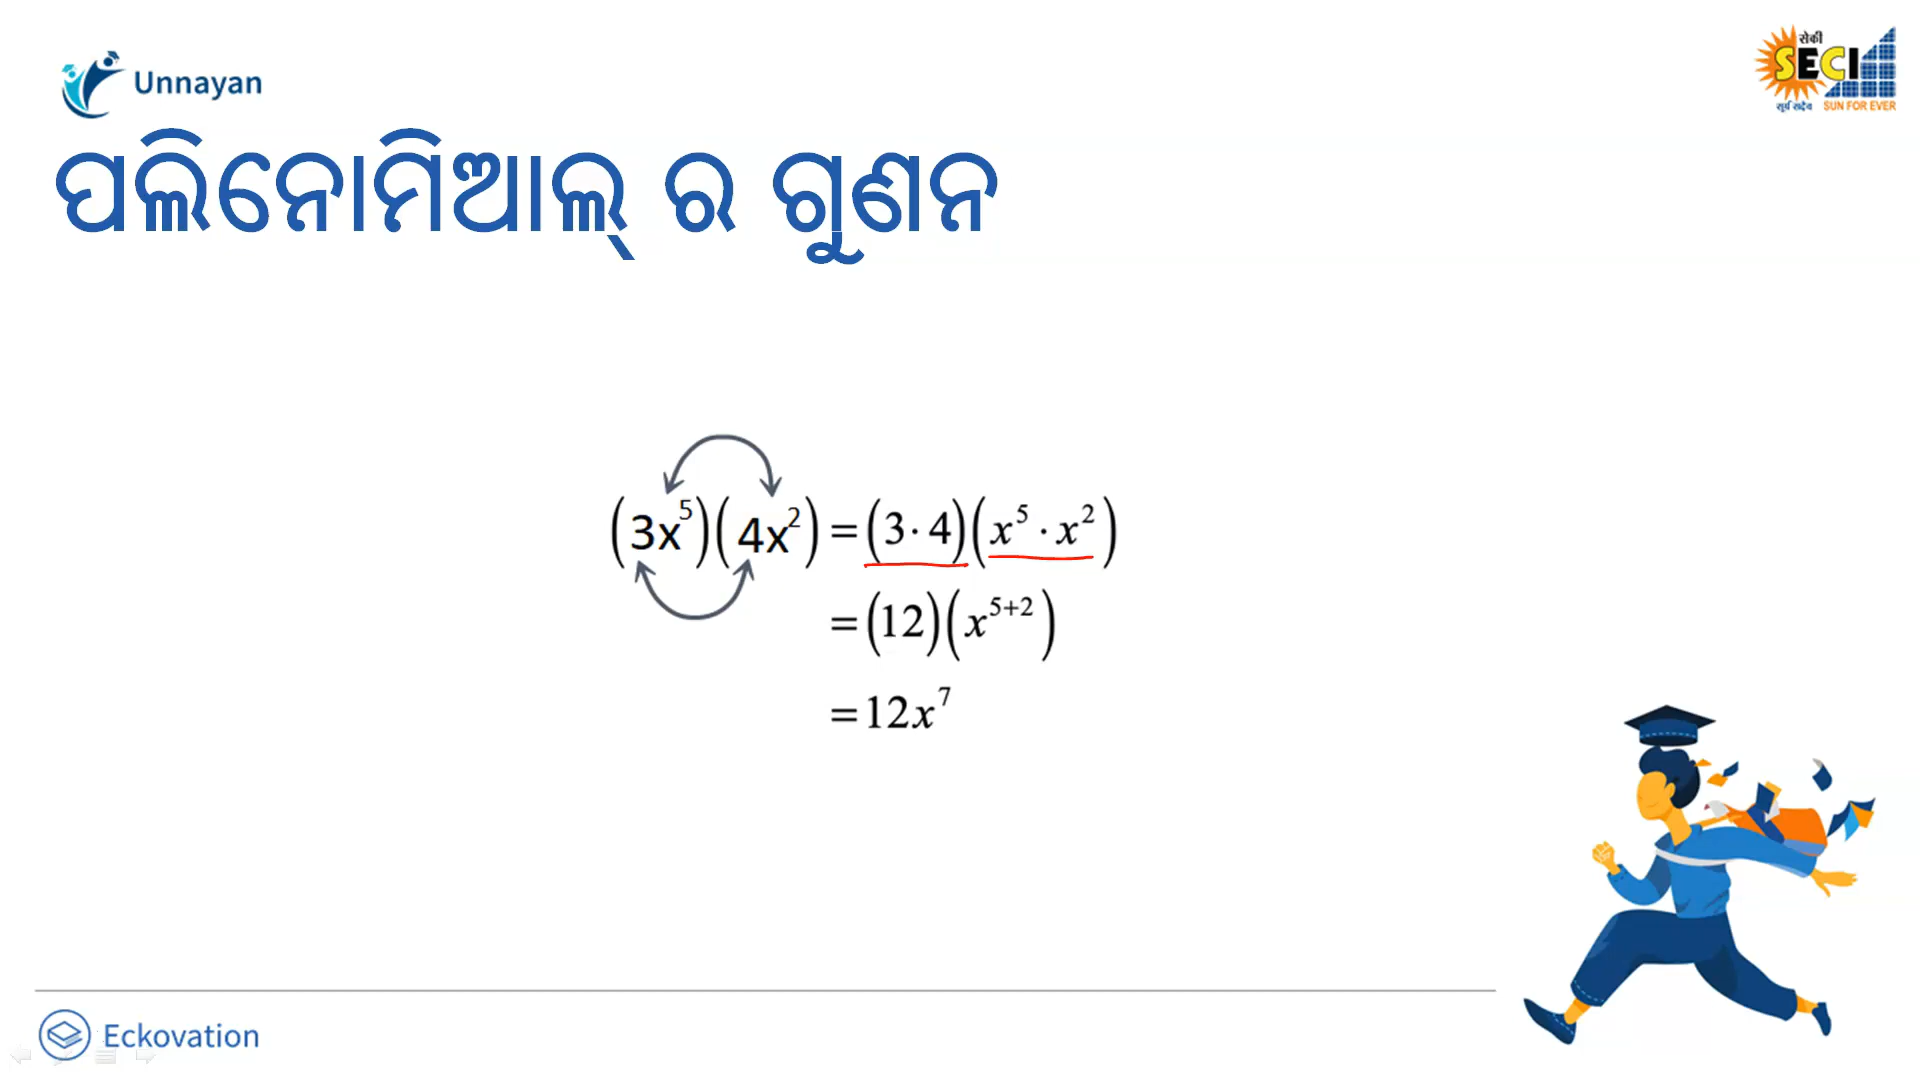 Unnayan
सेकी
SECI
सूर्य सदैव SUN FOR EVER
ପଲିନୋମିଆଲ୍ ର ଗୁଣନ
(3x⁵)(4x²) = (3·4)(x⁵·x²)
= (12)(x⁵⁺²)
= 12x⁷
Eckovation